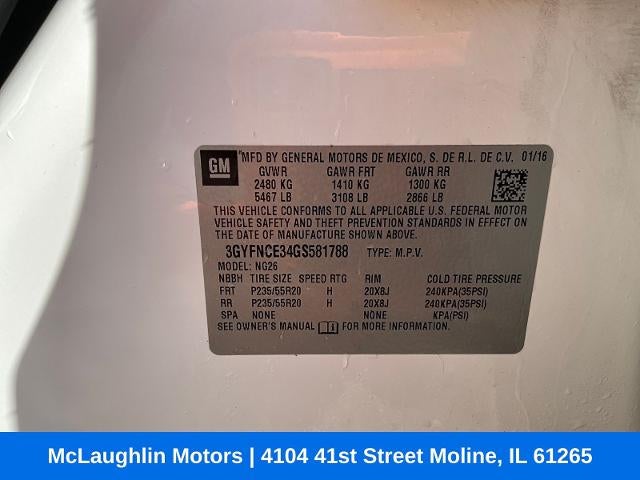 GM
"MFD BY GENERAL MOTORS DE MEXICO, S. DE R.L. DE C.V. 01/16
GVWR GAWR FRT GAWR RR
2480 KG 1410 KG 1300 KG
5467 LB 3108 LB 2866 LB
THIS VEHICLE CONFORMS TO ALL APPLICABLE U.S. FEDERAL MOTOR
VEHICLE SAFETY AND THEFT PREVENTION STANDARDS IN EFFECT ON
THE DATE OF MANUFACTURE SHOWN ABOVE.
3GYFNCE34GS581788 TYPE: M.P.V.
MODEL: NG26
NBBH TIRE SIZE SPEED RTG RIM COLD TIRE PRESSURE
FRT P235/55R20 H 20X8J 240KPA(35PSI)
RR P235/55R20 H 20X8J 240KPA(35PSI)
SPA NONE NONE KPA(PSI)
SEE OWNER'S MANUAL FOR MORE INFORMATION.
McLaughlin Motors | 4104 41st Street Moline, IL 61265